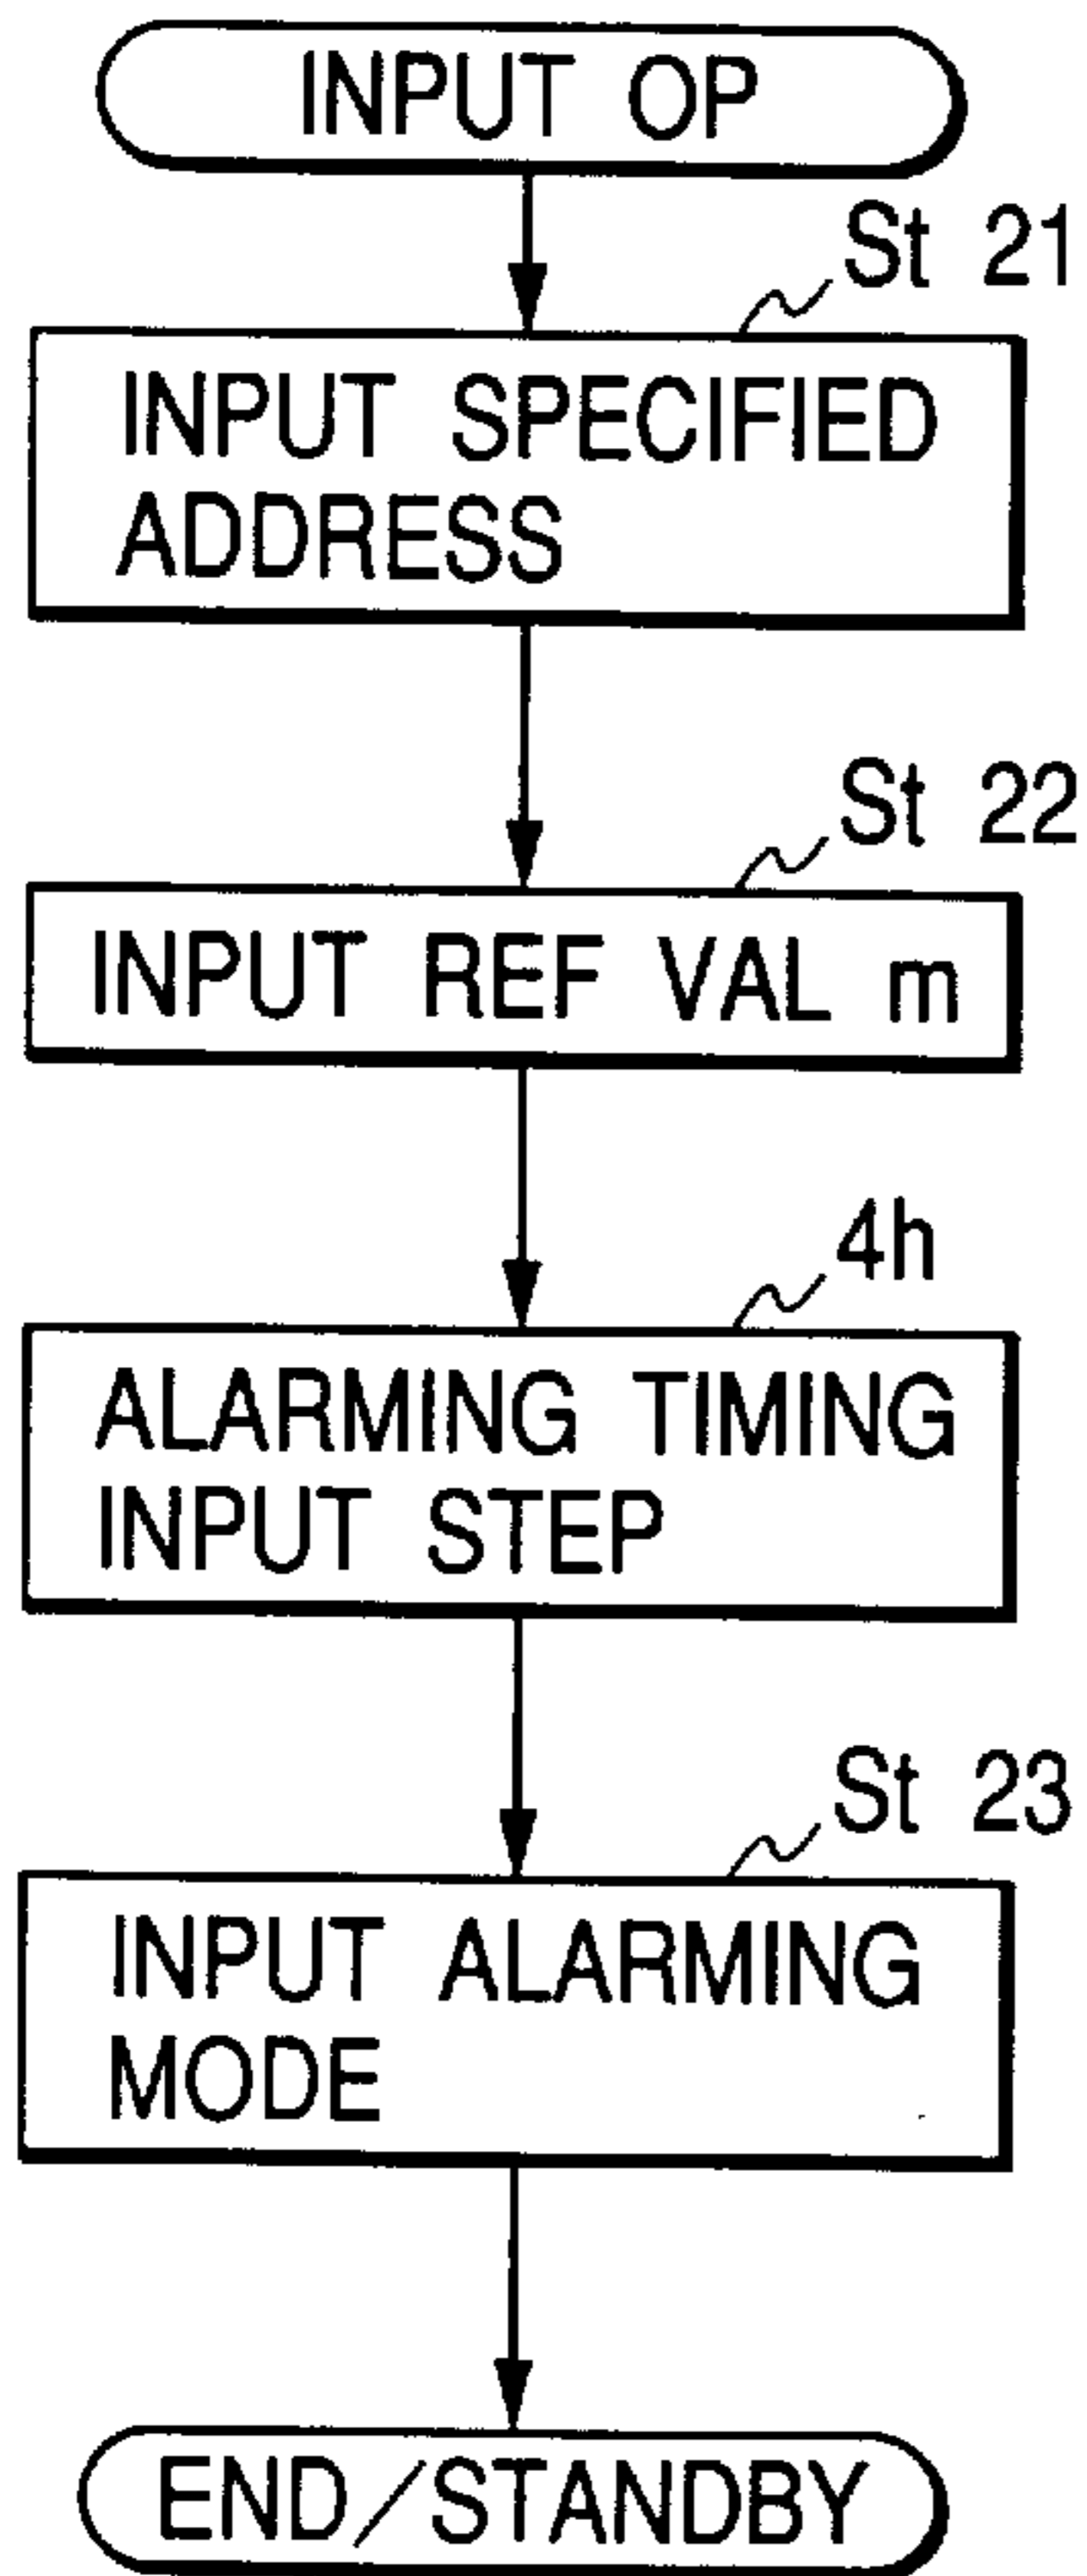 INPUT OP
St 21
INPUT SPECIFIED
ADDRESS
St 22
INPUT REF VAL m
4h
ALARMING TIMING
INPUT STEP
St 23
INPUT ALARMING
MODE
END/STANDBY